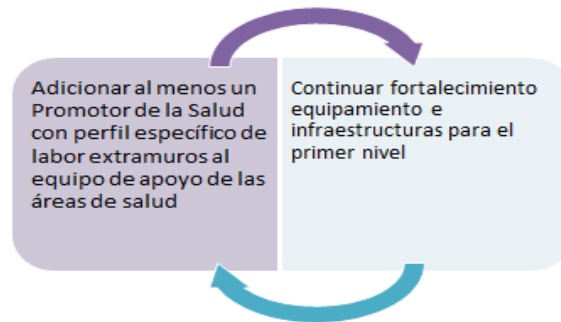 Adicionar al menos un
Promotor de la Salud
con perfil específico de
labor extramuros al
equipo de apoyo de las
áreas de salud
Continuar fortalecimiento
equipamiento e
infraestructuras para el
primer nivel